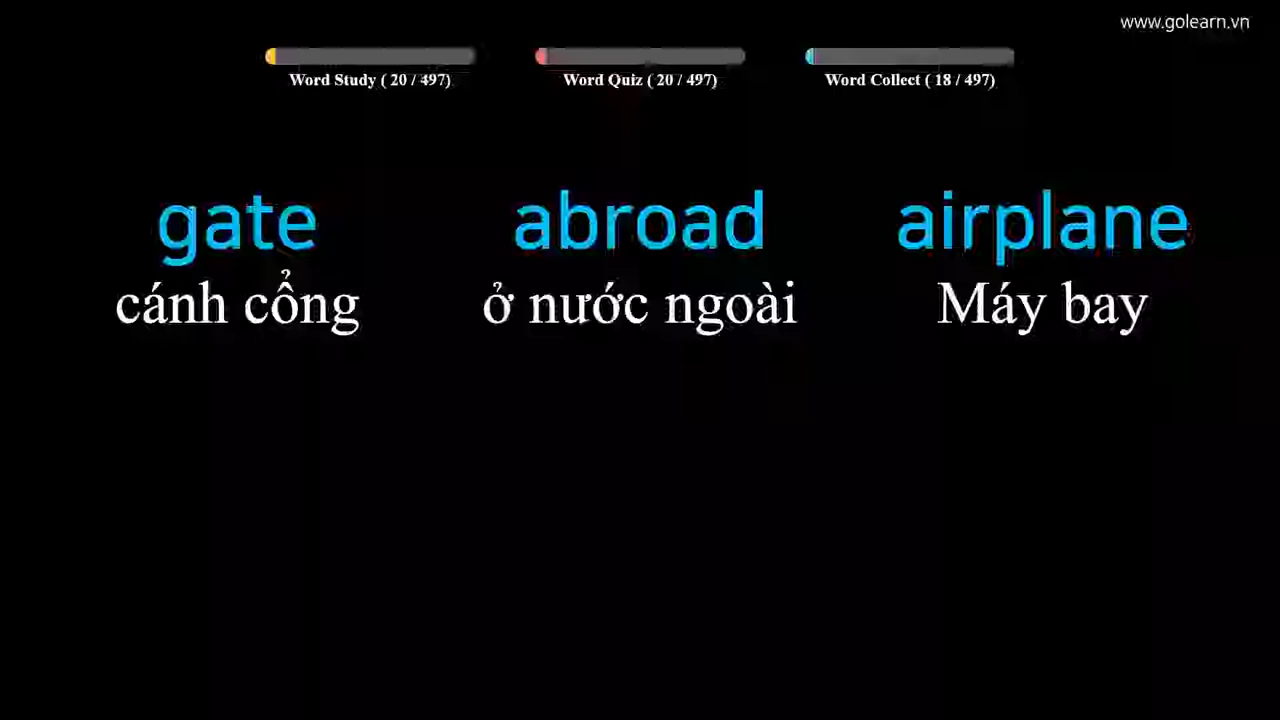 www.golearn.vn
Word Study ( 20 / 497)
Word Quiz ( 20 / 497)
Word Collect ( 18 / 497)
gate
cánh cổng
abroad
ở nước ngoài
airplane
Máy bay